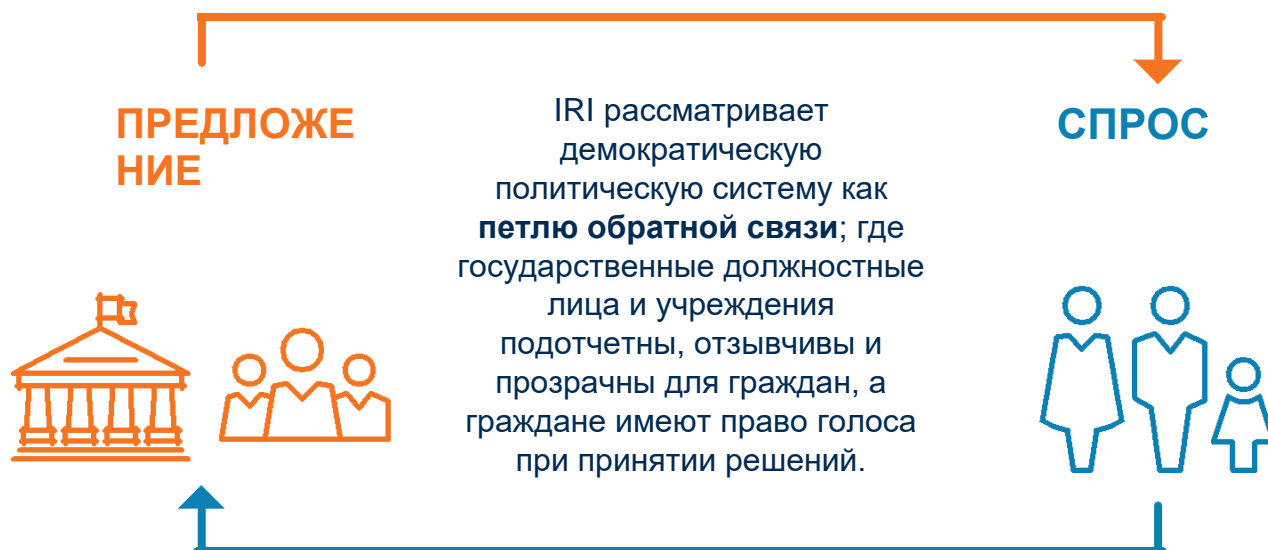 ПРЕДЛОЖЕ
НИЕ
IRI рассматривает
демократическую
политическую систему как
петлю обратной связи; где
государственные должностные
лица и учреждения
подотчетны, отзывчивы и
прозрачны для граждан, а
граждане имеют право голоса
при принятии решений.
СПРОС